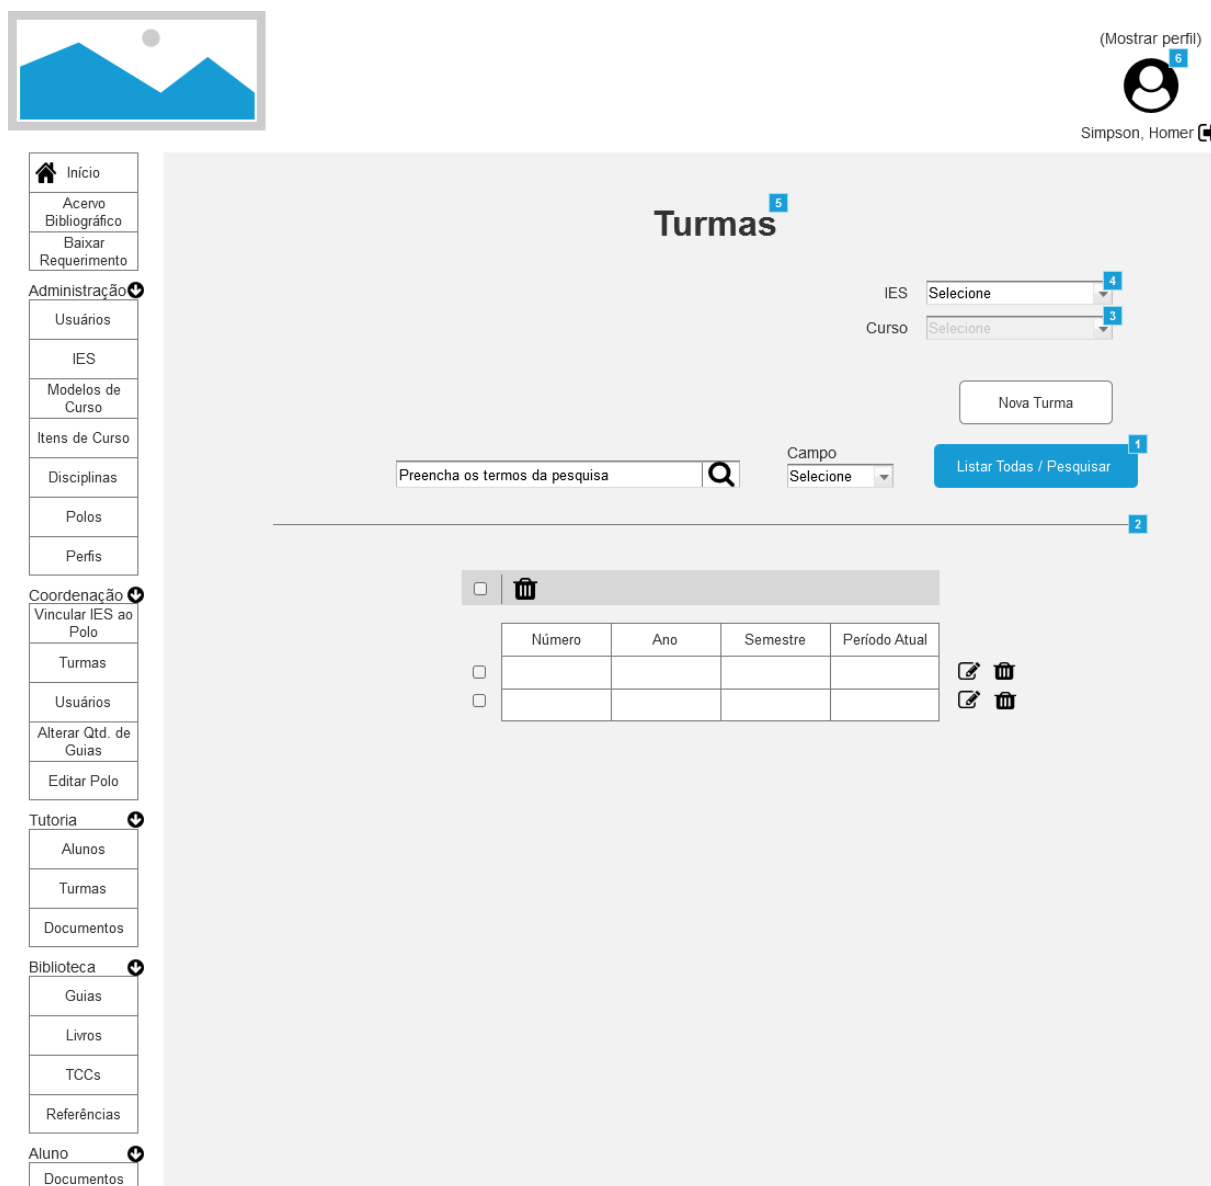 (Mostrar perfil)
6
Simpson, Homer
Início
Acervo
Bibliográfico
Baixar
Requerimento
Administração
Usuários
IES
Modelos de
Curso
Itens de Curso
Disciplinas
Polos
Perfis
Coordenação
Vincular IES ao
Polo
Turmas
Usuários
Alterar Qtd. de
Guias
Editar Polo
Tutoria
Alunos
Turmas
Documentos
Biblioteca
Guias
Livros
TCCs
Referências
Aluno
Documentos
Turmas
5
IES Selecione
4
Curso Selecione
3
Nova Turma
Preencha os termos da pesquisa
Campo
Selecione
Listar Todas / Pesquisar
1
2
Número Ano Semestre Período Atual